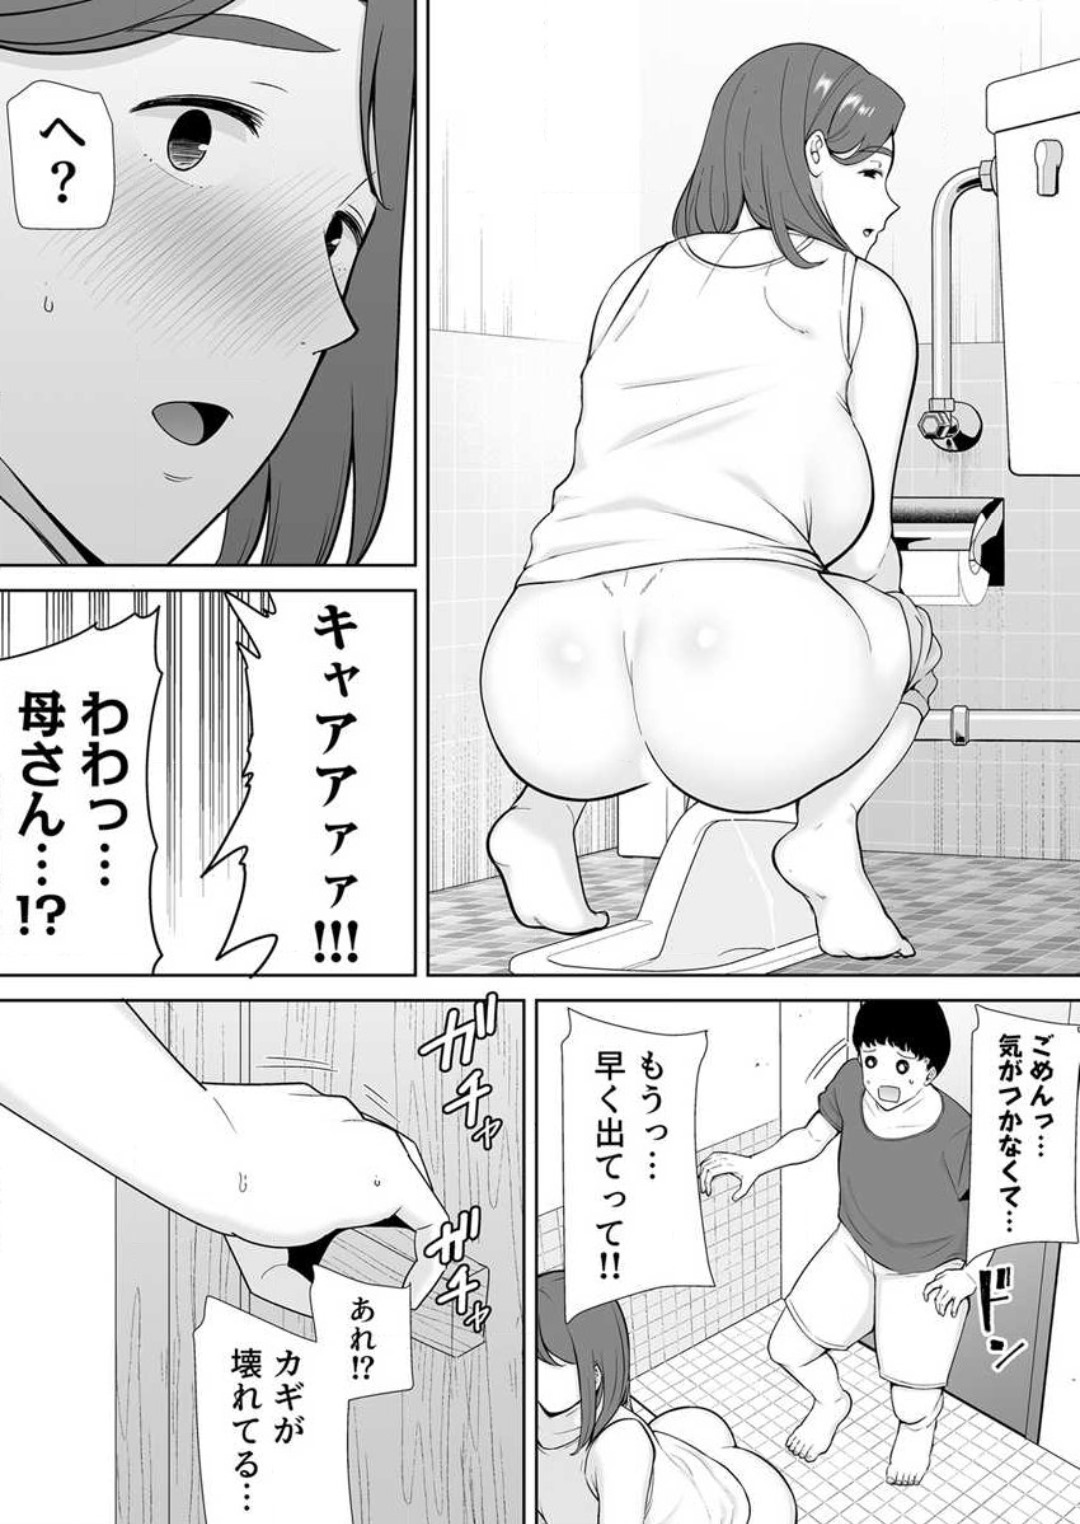 へ？
キャアアァァ!!!
わわっ…
母さん…!?
ごめんっ…
気がつかなくて…
ドン
もうっ…
早く出てって!!
ガチャ
ガチャ
あれ!?
カギが
壊れてる…